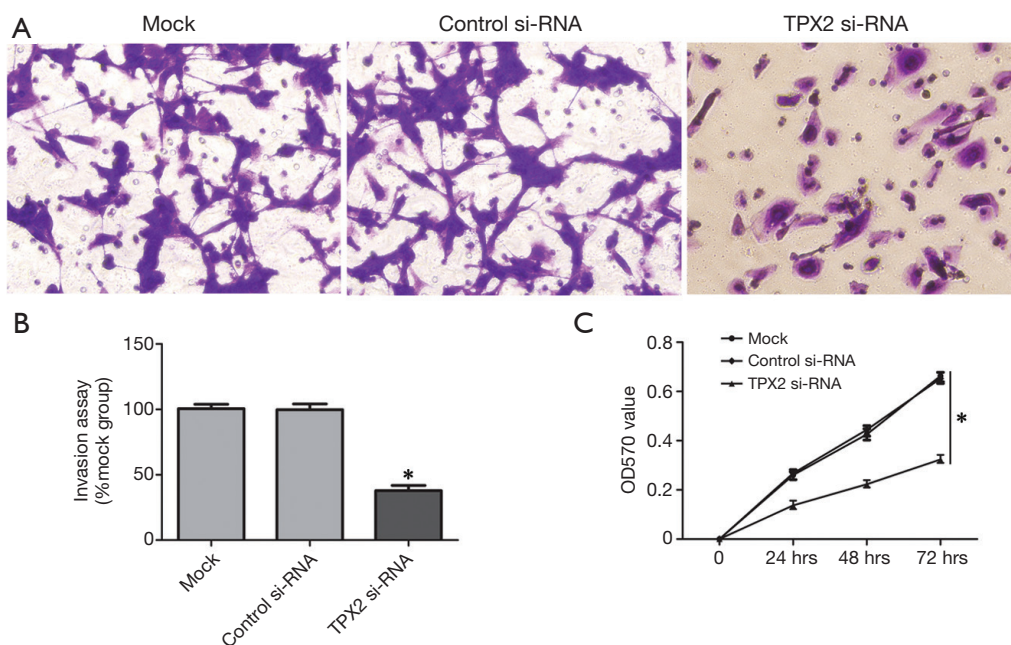 A
Mock
Control si-RNA
TPX2 si-RNA
B
Invasion assay
(%mock group)
150
100
50
0
*
Mock
Control si-RNA
TPX2 si-RNA
C
OD570 value
0.8
0.6
0.4
0.2
0.0
Mock
Control si-RNA
TPX2 si-RNA
*
0
24 hrs
48 hrs
72 hrs